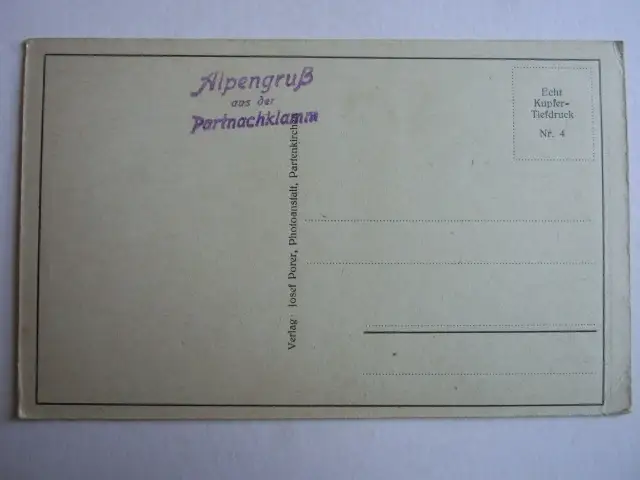 Alpengruß
aus der
Partnachklamm
Echt
Kupfer-
Tiefdruck
Nr. 4
Verlag: Josef Porer, Photoanstalt, Partenkirchen